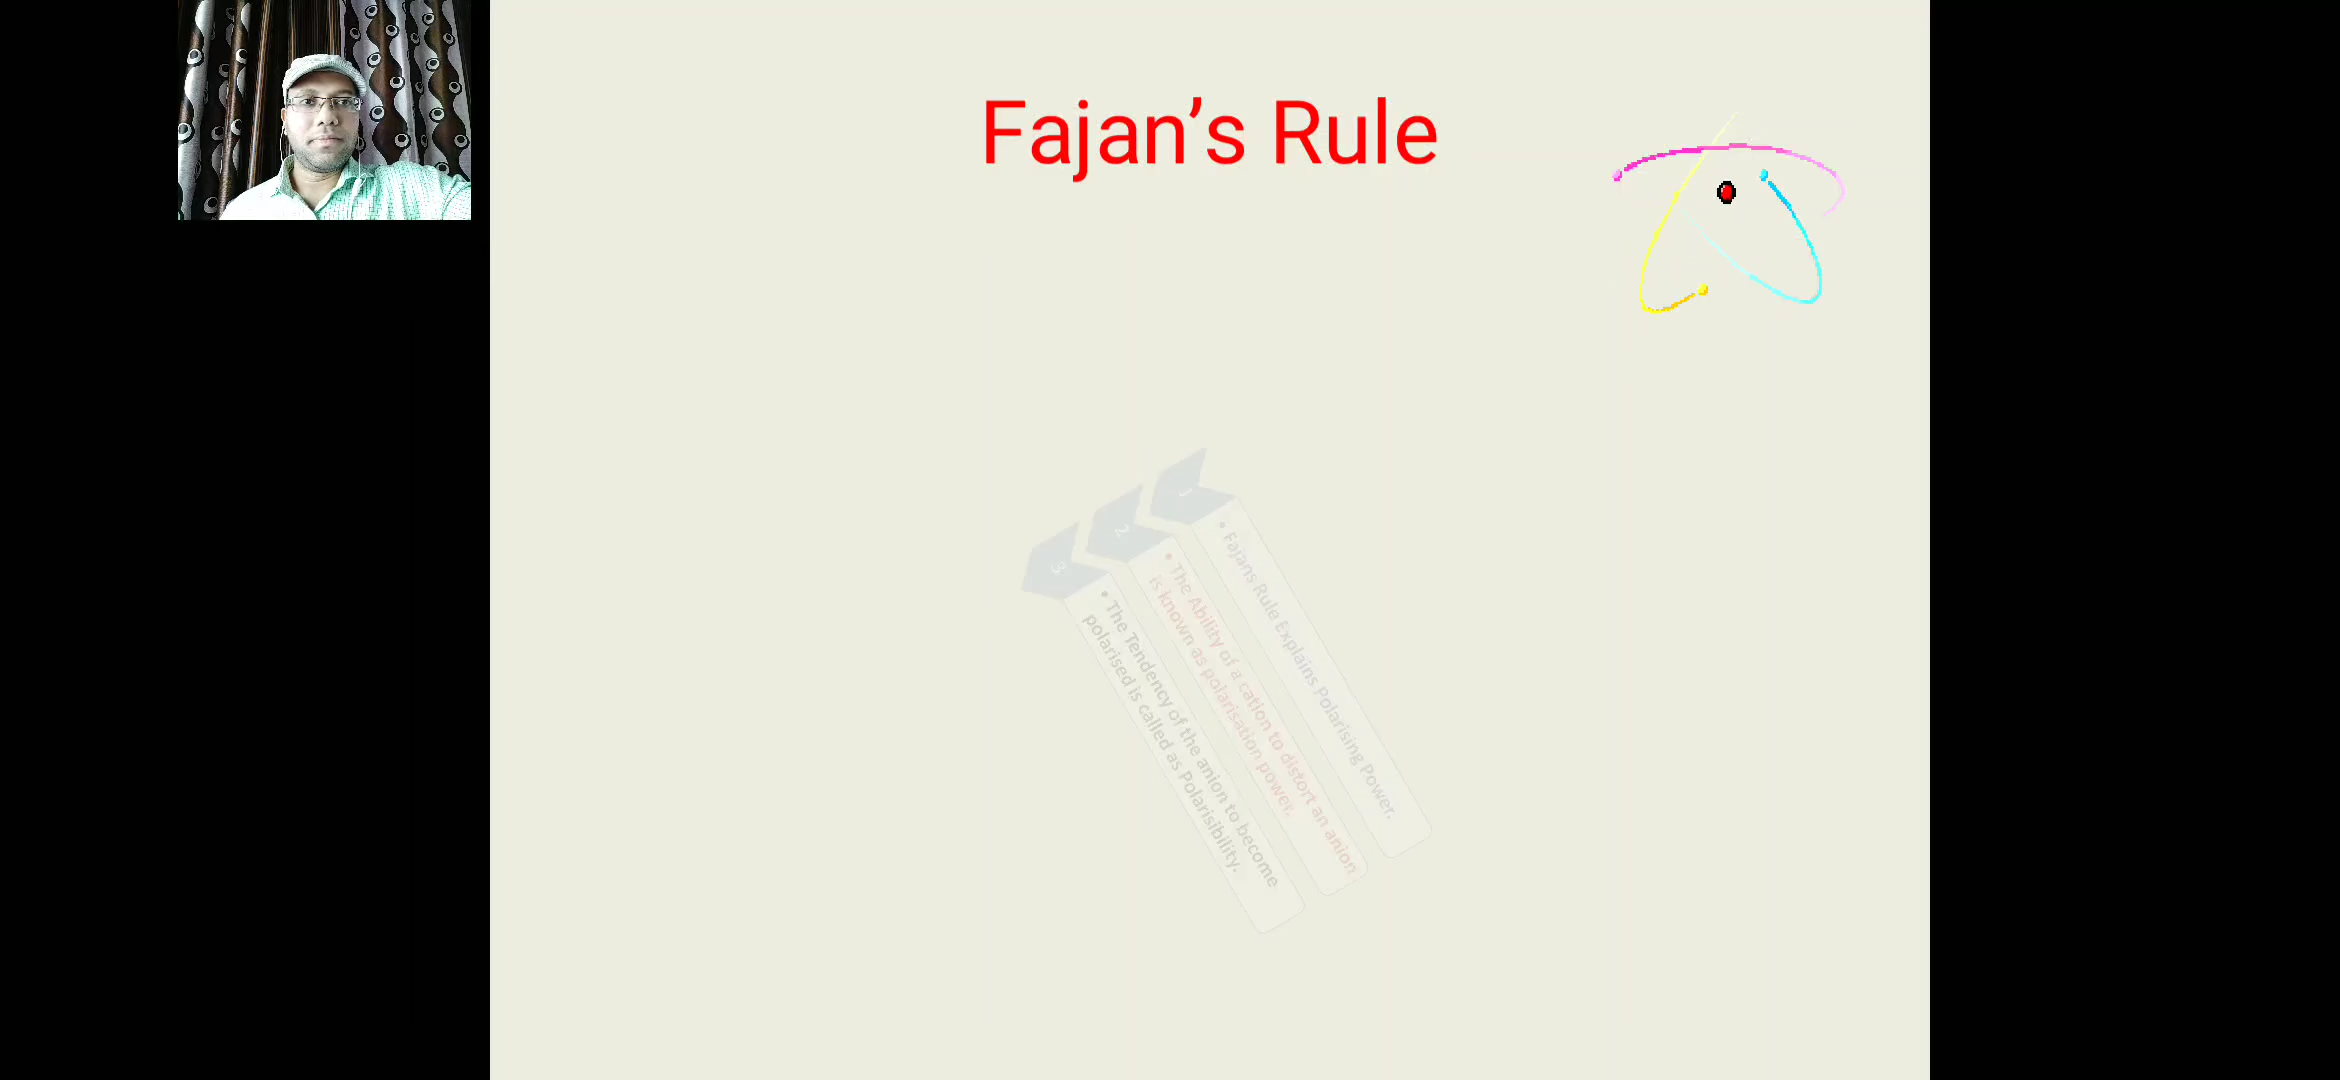 Fajan’s Rule
1
• Fajans Rule Explains Polarising Power.
2
• The Ability of a cation to distort an anion
is known as polarisation power.
3
• The Tendency of the anion to become
polarised is called as Polarisibility.